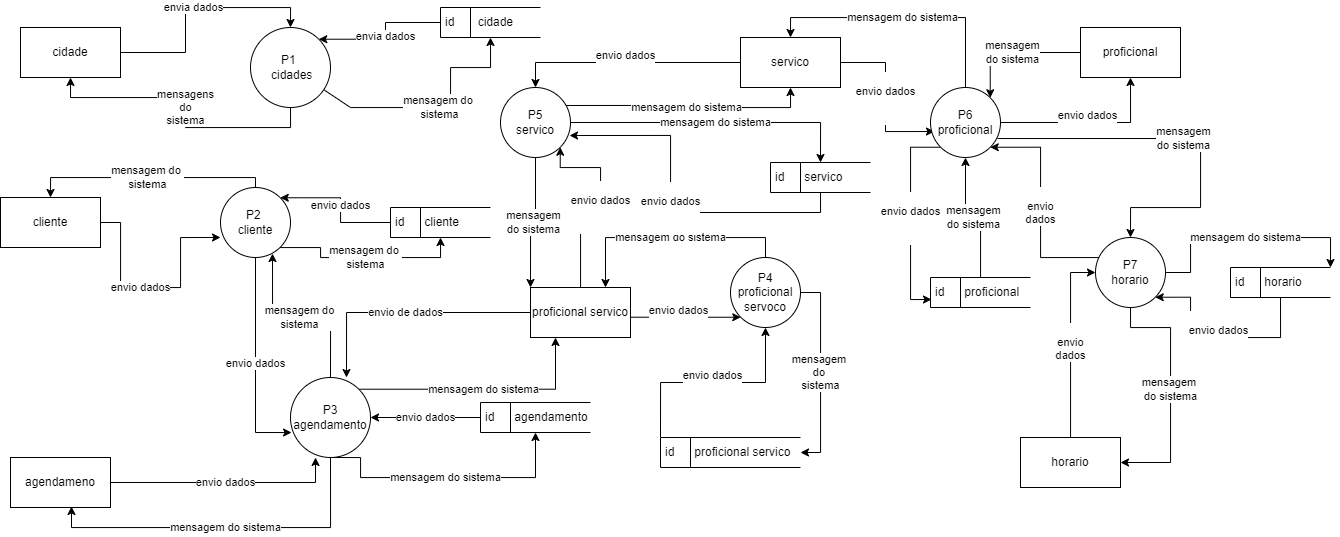 envia dados
cidade
P1
cidades
mensagens
do
sistema
envia dados
id
cidade
mensagem do
sistema
mensagem do
sistema
cliente
envio dados
P2
cliente
envio dados
id
cliente
mensagem do
sistema
mensagem do
sistema
envio dados
P3
agendamento
agendameno
envio dados
mensagem do sistema
envio dados
id
agendamento
mensagem do sistema
envio de dados
mensagem do sistema
envio dados
servico
P5
servico
mensagem do sistema
mensagem do sistema
id
servico
envio dados
envio dados
mensagem
do sistema
proficional servico
mensagem do sistema
P4
proficional
servoco
envio dados
mensagem
do
sistema
envio dados
id
proficional servico
mensagem do sistema
envio dados
P6
proficional
mensagem
do sistema
proficional
envio dados
mensagem
do sistema
envio dados
mensagem
do sistema
id
proficional
envio
dados
P7
horario
mensagem do sistema
id
horario
envio dados
envio
dados
mensagem
do sistema
horario